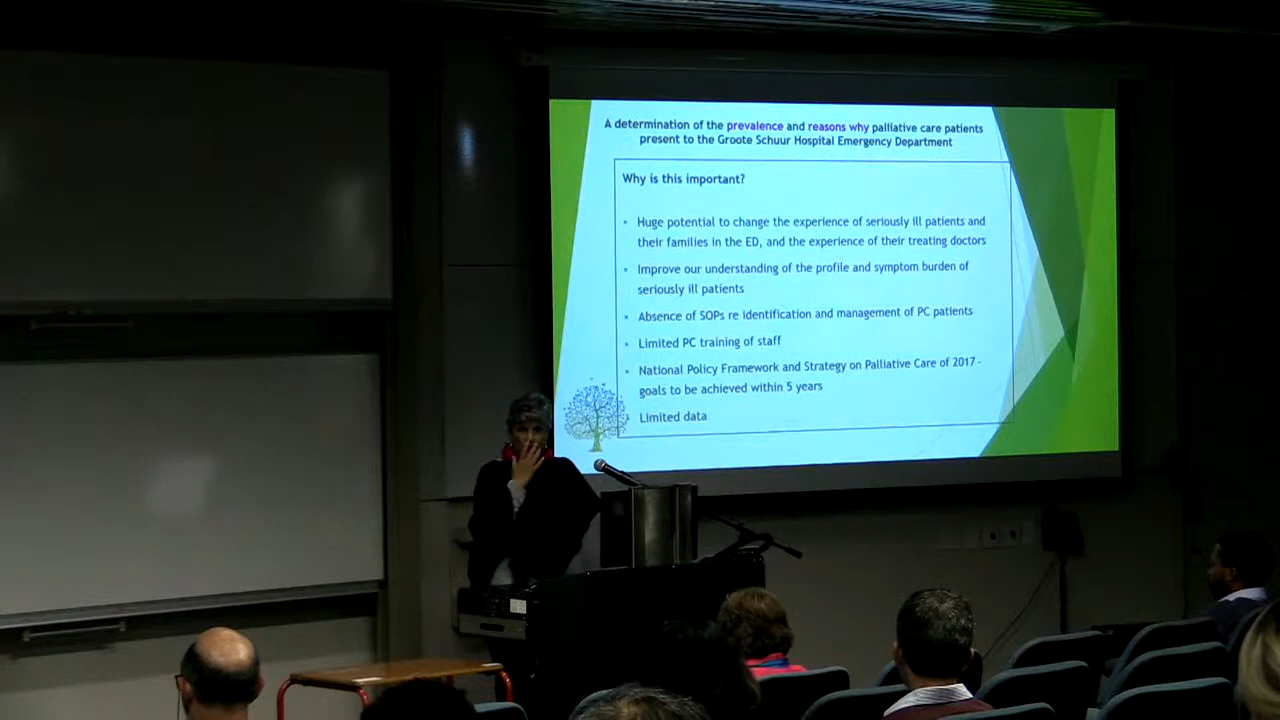 A determination of the prevalence and reasons why palliative care patients
present to the Groote Schuur Hospital Emergency Department
Why is this important?
Huge potential to change the experience of seriously ill patients and
their families in the ED, and the experience of their treating doctors
Improve our understanding of the profile and symptom burden of
seriously ill patients
Absence of SOPs re identification and management of PC patients
Limited PC training of staff
National Policy Framework and Strategy on Palliative Care of 2017 -
goals to be achieved within 5 years
Limited data